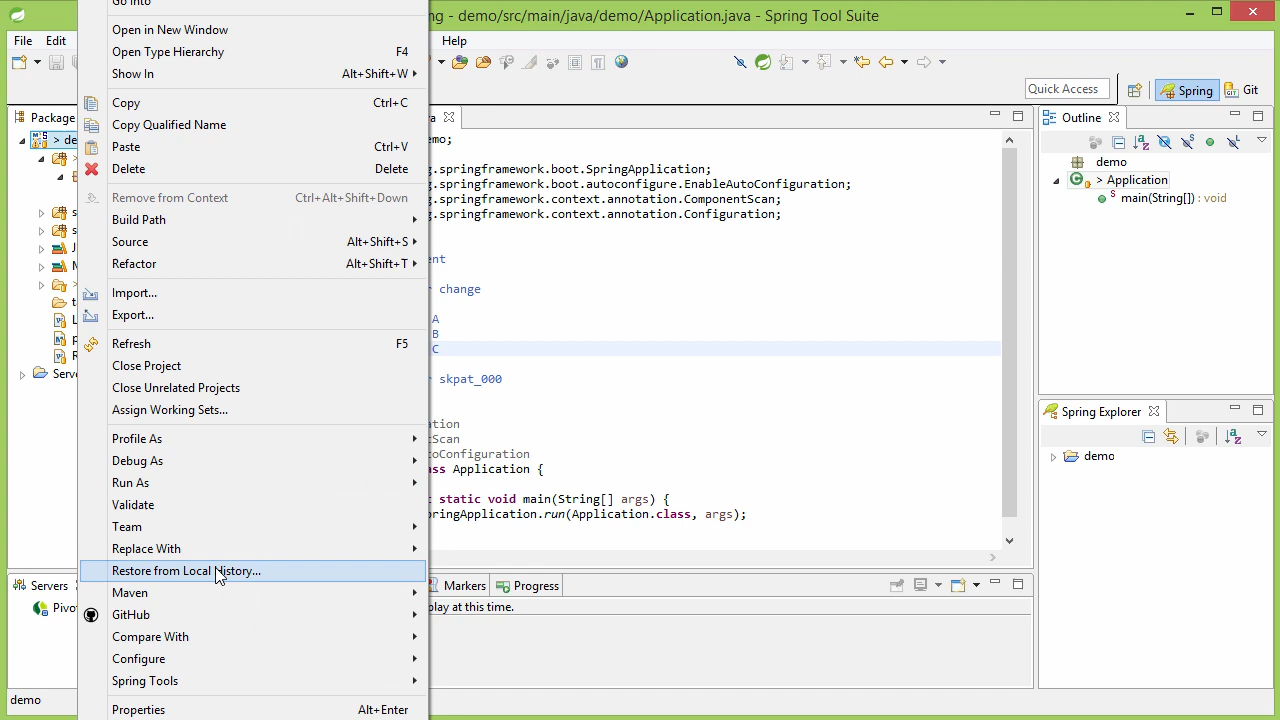 Go Into
ng - demo/src/main/java/demo/Application.java - Spring Tool Suite
File Edit
Help
Open in New Window
Open Type Hierarchy F4
Show In Alt+Shift+W
Copy Ctrl+C
Copy Qualified Name
Paste Ctrl+V
Delete Delete
Remove from Context Ctrl+Alt+Shift+Down
Build Path
Source Alt+Shift+S
Refactor Alt+Shift+T
Import...
Export...
Refresh F5
Close Project
Close Unrelated Projects
Assign Working Sets...
Profile As
Debug As
Run As
Validate
Team
Replace With
Restore from Local History...
Maven
GitHub
Compare With
Configure
Spring Tools
Properties Alt+Enter
Quick Access
Spring
Git
Package
> de
Serve
Servers
Pivo
demo
a
mo;
g.springframework.boot.SpringApplication;
g.springframework.boot.autoconfigure.EnableAutoConfiguration;
g.springframework.context.annotation.ComponentScan;
g.springframework.context.annotation.Configuration;
ent
r change
A
B
C
r skpat_000
ation
tScan
toConfiguration
ass Application {
t static void main(String[] args) {
pringApplication.run(Application.class, args);
Markers
Progress
play at this time.
Outline
demo
> Application
main(String[]) : void
Spring Explorer
demo